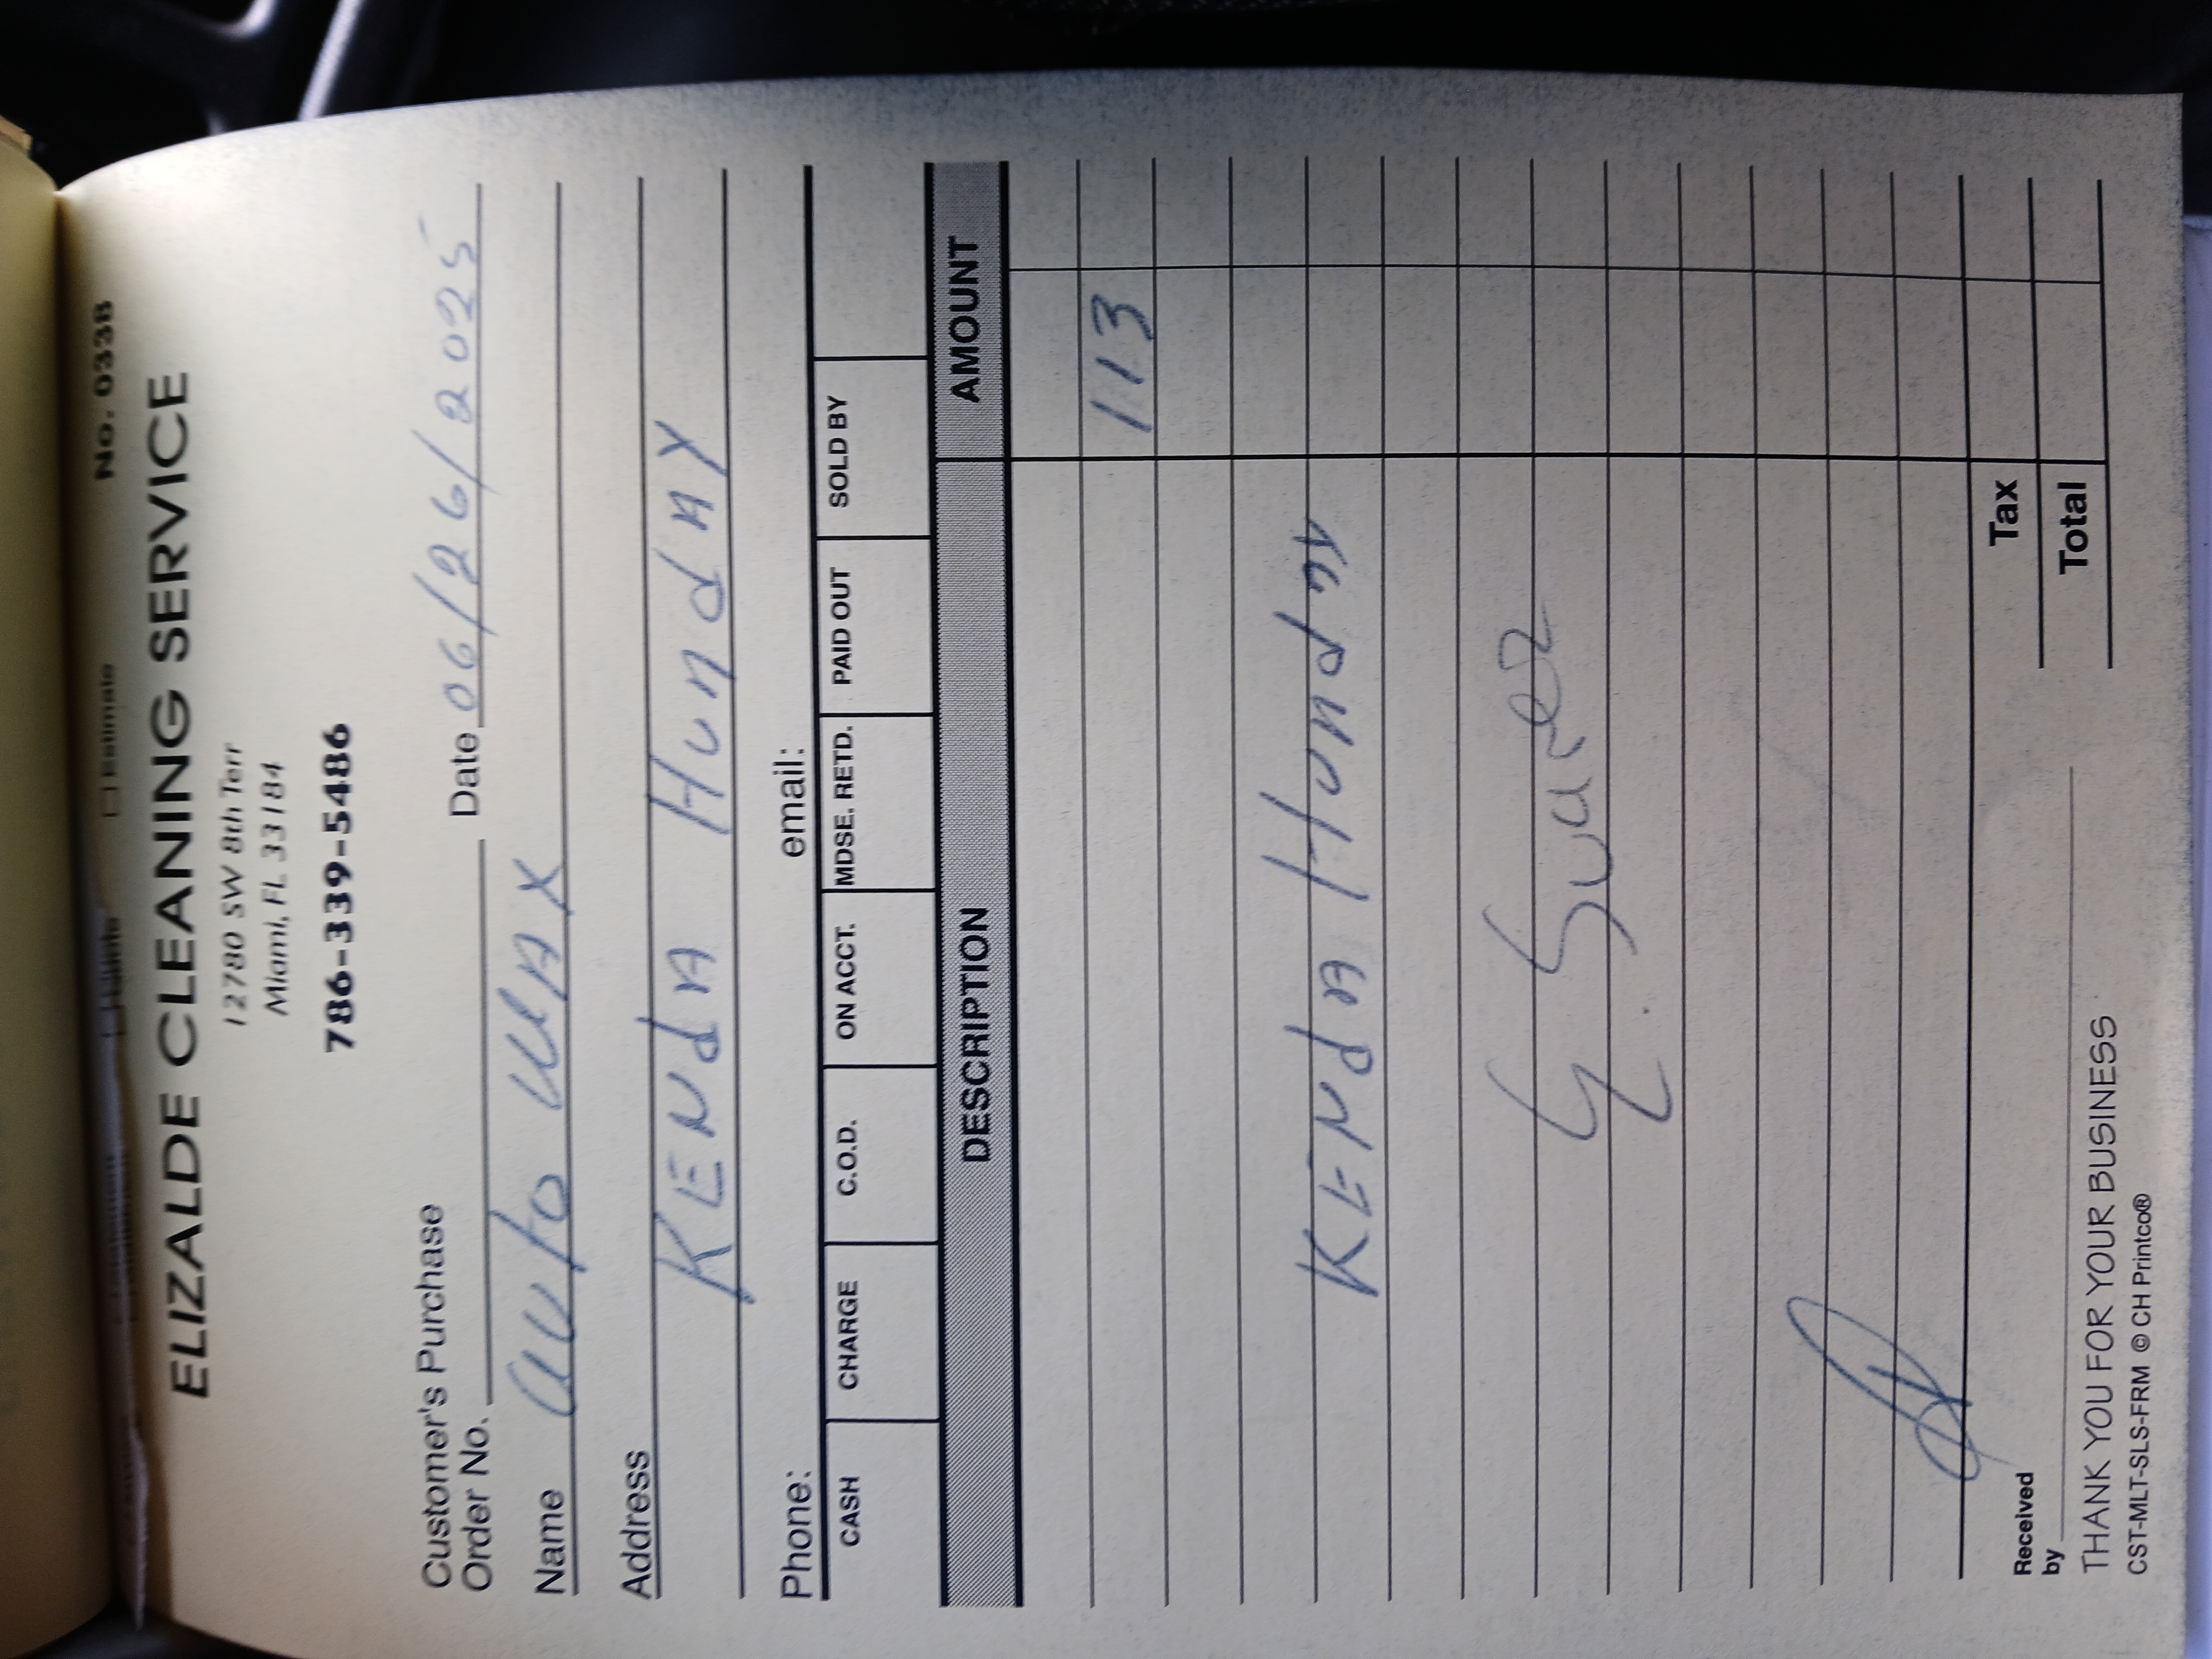 Estimate No. 0338
ELIZALDE CLEANING SERVICE
12780 SW 8th Terr
Miami, FL 33184
786-339-5486
Customer's Purchase
Order No. Date 06/26/2025
Name Auto WAX
Address
KENdA HundAY
Phone: email:
CASH CHARGE C.O.D. ON ACCT. MDSE. RETD. PAID OUT SOLD BY
DESCRIPTION AMOUNT
113
KENdA Hunday
Y. Suarez
Tax
Received
by Total
THANK YOU FOR YOUR BUSINESS
CST-MLT-SLS-FRM © CH Printco®